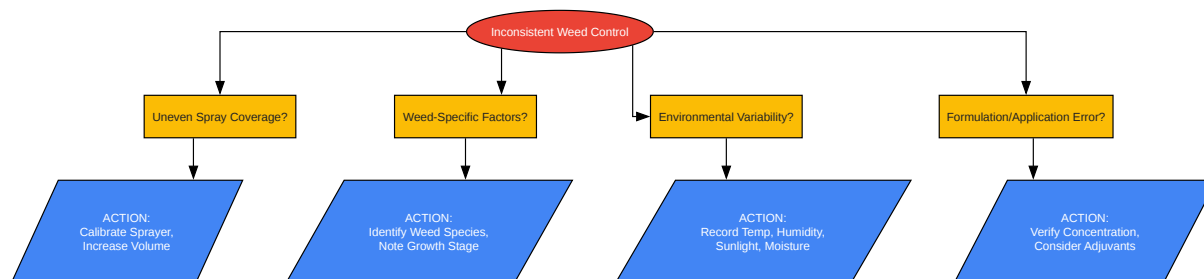 Inconsistent Weed Control
Uneven Spray Coverage?
Weed-Specific Factors?
Environmental Variability?
Formulation/Application Error?
ACTION:
Calibrate Sprayer,
Increase Volume
ACTION:
Identify Weed Species,
Note Growth Stage
ACTION:
Record Temp, Humidity,
Sunlight, Moisture
ACTION:
Verify Concentration,
Consider Adjuvants